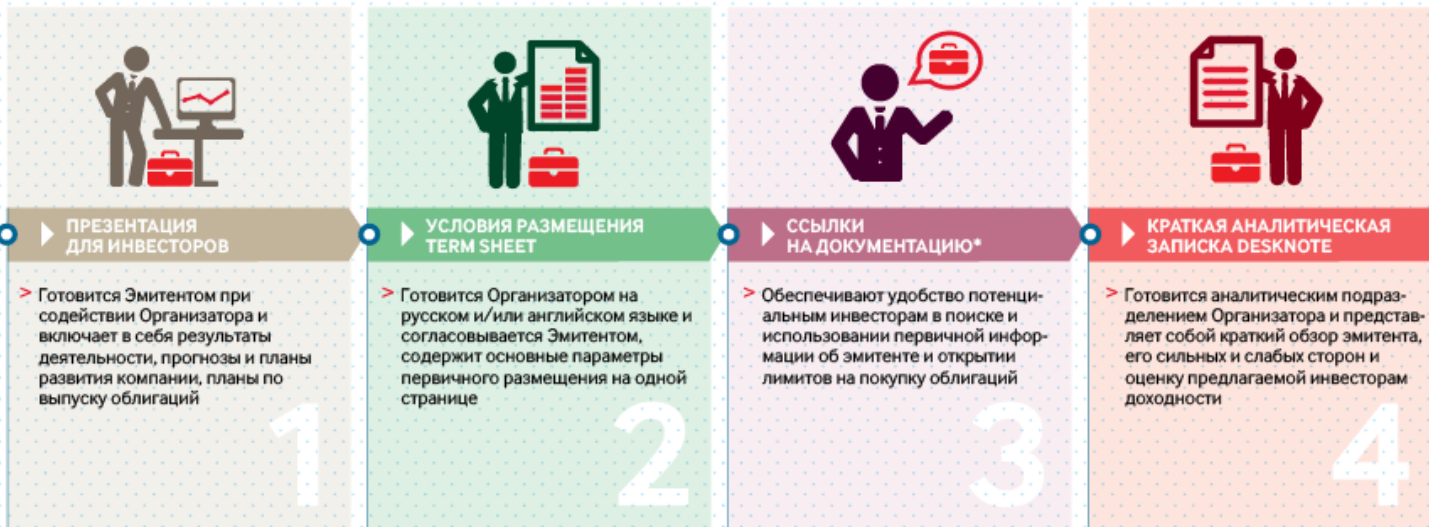 ПРЕЗЕНТАЦИЯ
ДЛЯ ИНВЕСТОРОВ
> Готовится Эмитентом при
содействии Организатора и
включает в себя результаты
деятельности, прогнозы и планы
развития компании, планы по
выпуску облигаций
1
УСЛОВИЯ РАЗМЕЩЕНИЯ
TERM SHEET
> Готовится Организатором на
русском и/или английском языке и
согласовывается Эмитентом,
содержит основные параметры
первичного размещения на одной
странице
2
ССЫЛКИ
НА ДОКУМЕНТАЦИЮ*
> Обеспечивают удобство потенци-
альным инвесторам в поиске и
использовании первичной инфор-
мации об эмитенте и открытии
лимитов на покупку облигаций
3
КРАТКАЯ АНАЛИТИЧЕСКАЯ
ЗАПИСКА DESKNOTE
> Готовится аналитическим подраз-
делением Организатора и представ-
ляет собой краткий обзор эмитента,
его сильных и слабых сторон и
оценку предлагаемой инвесторам
доходности
4